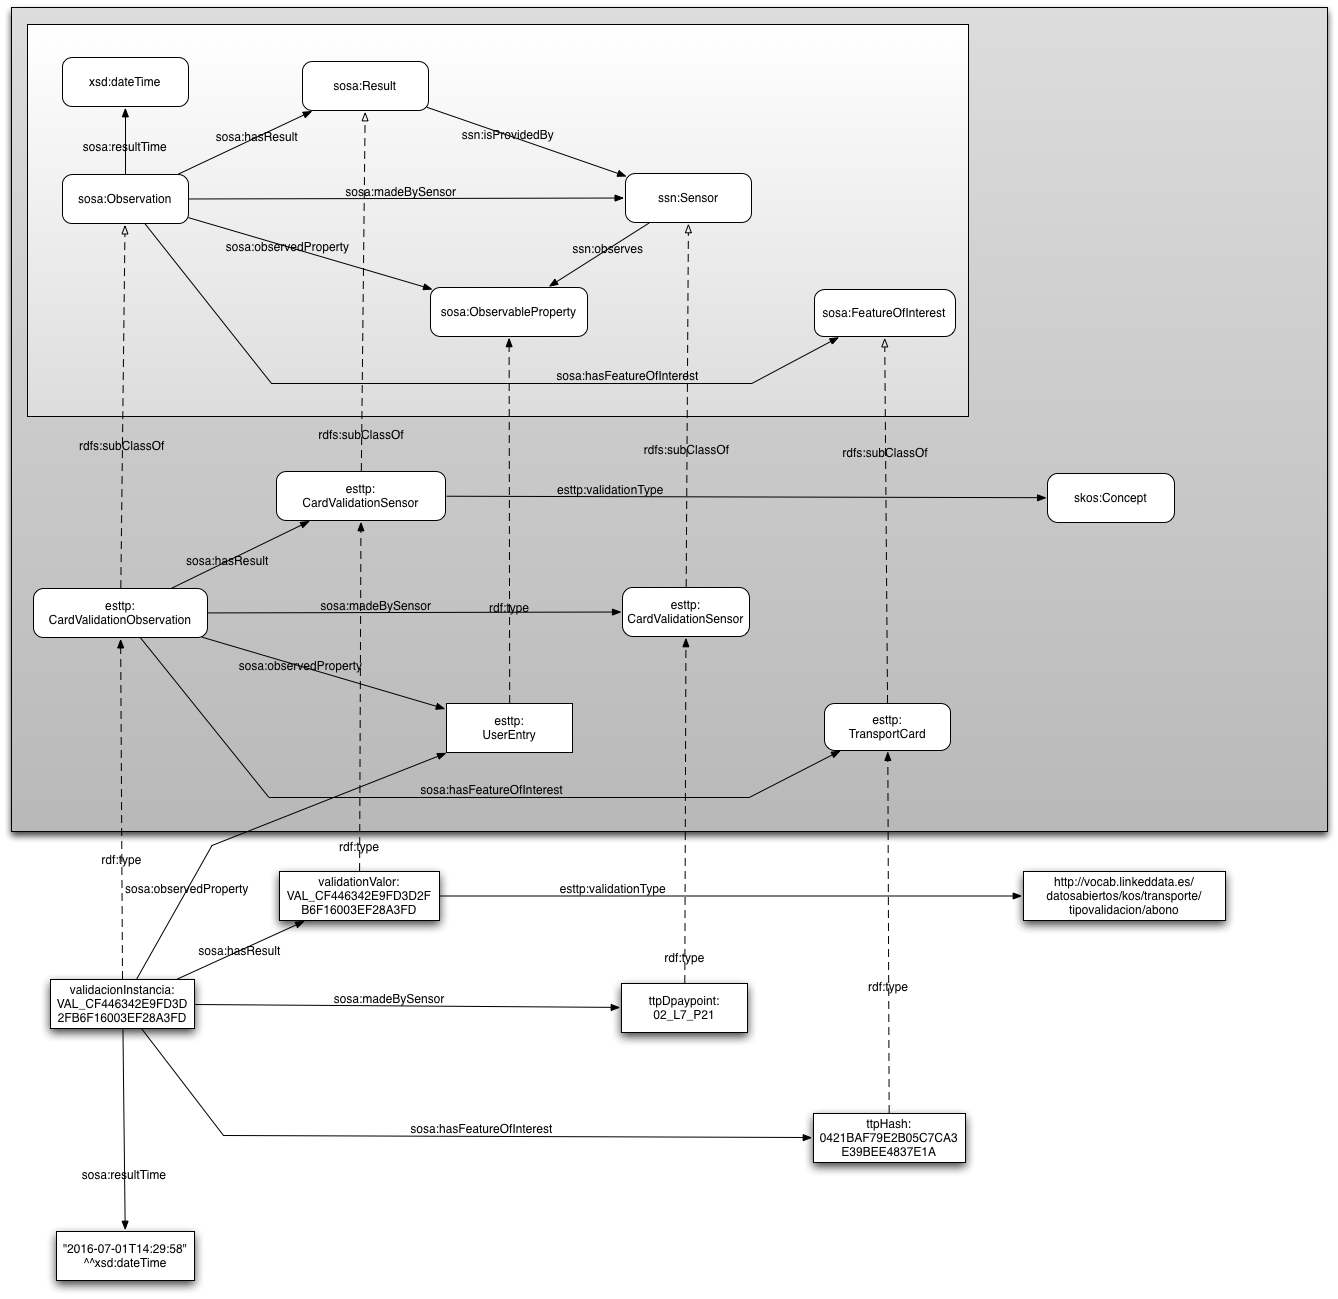 xsd:dateTime
sosa:Result
sosa:resultTime
sosa:hasResult
ssn:isProvidedBy
sosa:Observation
sosa:madeBySensor
ssn:Sensor
sosa:observedProperty
ssn:observes
sosa:ObservableProperty
sosa:FeatureOfInterest
sosa:hasFeatureOfInterest
rdfs:subClassOf
rdfs:subClassOf
rdfs:subClassOf
rdfs:subClassOf
esttp:
CardValidationSensor
esttp:validationType
skos:Concept
sosa:hasResult
esttp:
CardValidationObservation
sosa:madeBySensor
rdf:type
esttp:
CardValidationSensor
sosa:observedProperty
esttp:
UserEntry
esttp:
TransportCard
sosa:hasFeatureOfInterest
rdf:type
rdf:type
sosa:observedProperty
validationValor:
VAL_CF446342E9FD3D2F
B6F16003EF28A3FD
esttp:validationType
http://vocab.linkeddata.es/
datosabiertos/kos/transporte/
tipovalidacion/abono
sosa:hasResult
rdf:type
rdf:type
validacionInstancia:
VAL_CF446342E9FD3D
2FB6F16003EF28A3FD
sosa:madeBySensor
ttpDpaypoint:
02_L7_P21
sosa:hasFeatureOfInterest
ttpHash:
0421BAF79E2B05C7CA3
E39BEE4837E1A
sosa:resultTime
"2016-07-01T14:29:58"
^^xsd:dateTime